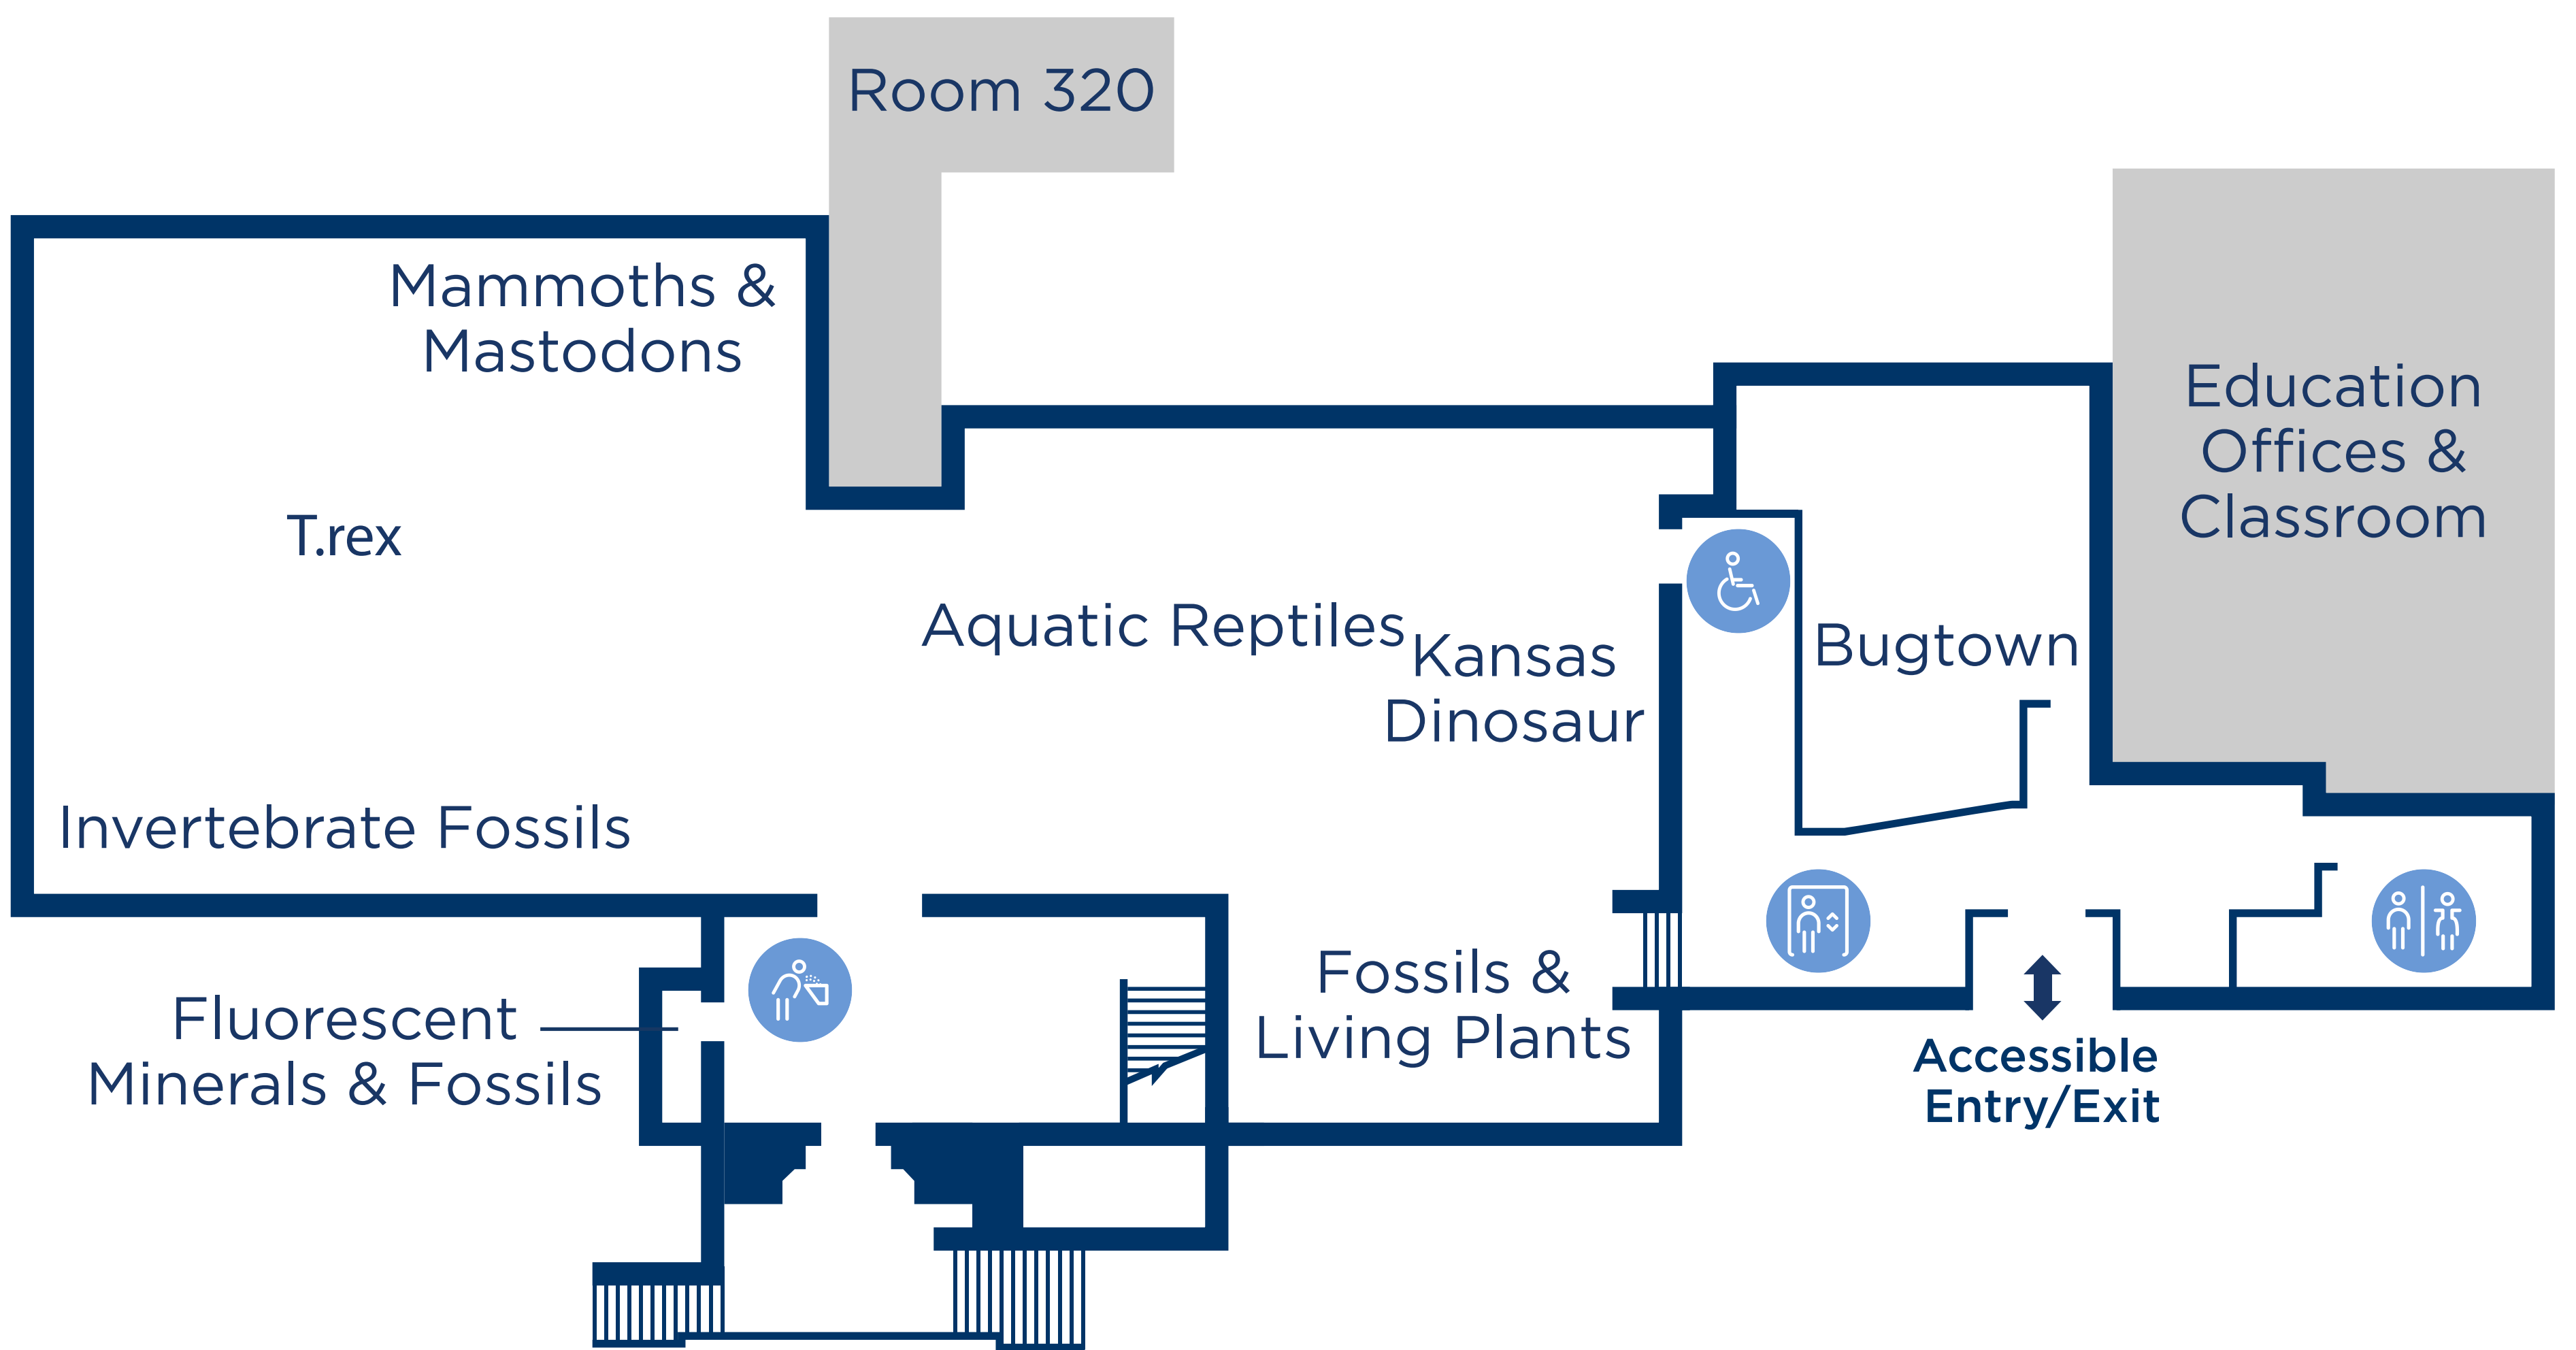 Room 320
Mammoths &
Mastodons
T.rex
Aquatic Reptiles
Kansas
Dinosaur
Bugtown
Education
Offices &
Classroom
Invertebrate Fossils
Fluorescent
Minerals & Fossils
Fossils &
Living Plants
Accessible
Entry/Exit